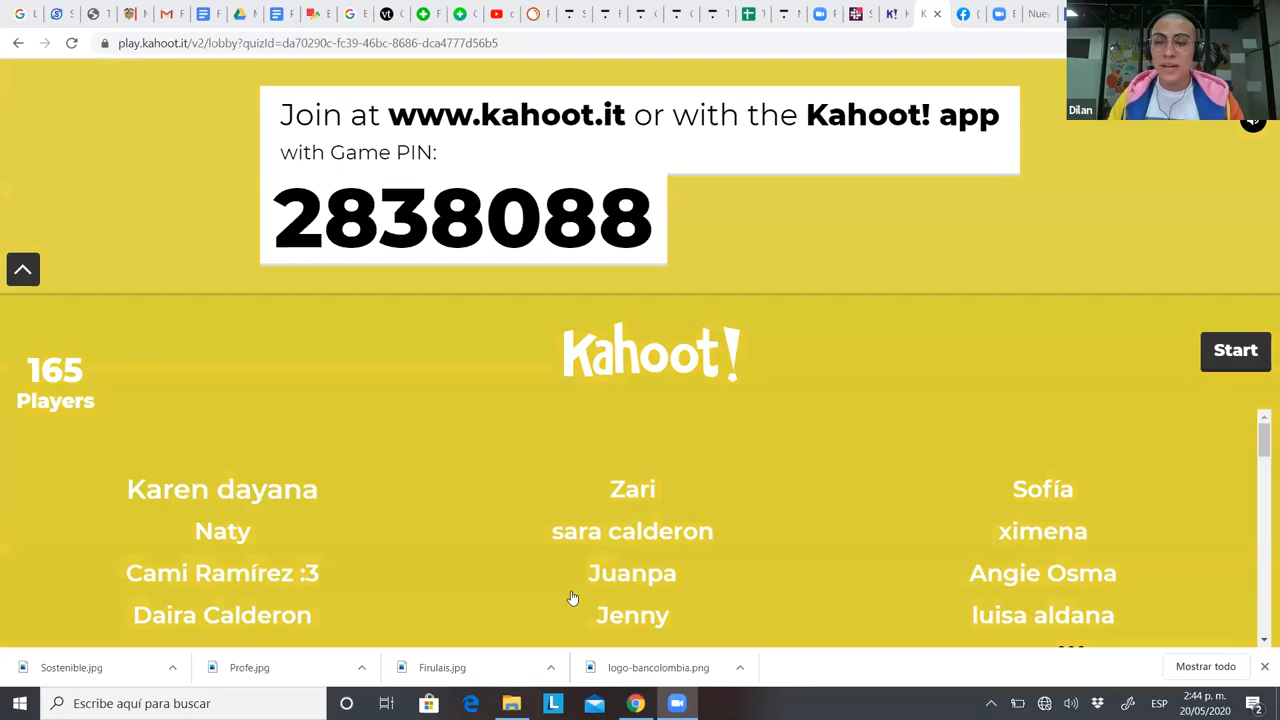 play.kahoot.it/v2/lobby?quizId=da70290c-fc39-46bc-8686-dca4777d56b5
Dilan
Join at www.kahoot.it or with the Kahoot! app
with Game PIN:
2838088
Kahoot!
Start
165
Players
Karen dayana Zari Sofía
Naty sara calderon ximena
Cami Ramírez :3 Juanpa Angie Osma
Daira Calderon Jenny luisa aldana
Sostenible.jpg Profe.jpg Firulais.jpg logo-bancolombia.png Mostrar todo
Escribe aquí para buscar
ESP
2:44 p. m.
20/05/2020
2